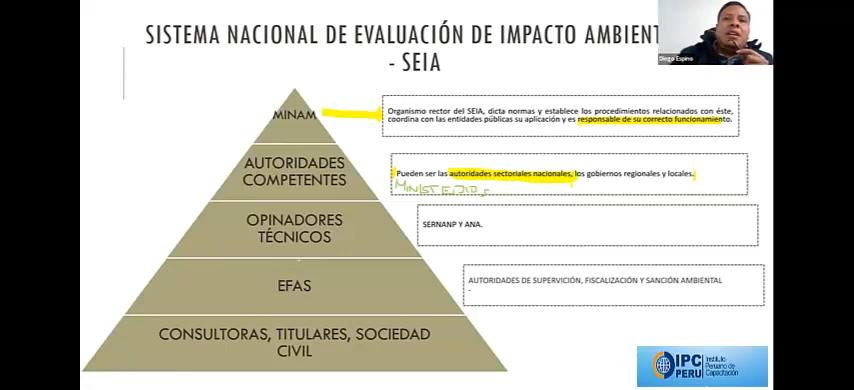 SISTEMA NACIONAL DE EVALUACIÓN DE IMPACTO AMBIENT
- SEIA
Diego Espino
MINAM
Organismo rector del SEIA, dicta normas y establece los procedimientos relacionados con éste,
coordina con las entidades públicas su aplicación y es responsable de su correcto funcionamiento.
AUTORIDADES
COMPETENTES
Pueden ser las autoridades sectoriales nacionales, los gobiernos regionales y locales.
MINISTERIOS
OPINADORES
TÉCNICOS
SERNANP Y ANA.
EFAS
AUTORIDADES DE SUPERVICIÓN, FISCALIZACIÓN Y SANCIÓN AMBIENTAL
-
CONSULTORAS, TITULARES, SOCIEDAD
CIVIL
IPC
PERU
Instituto
Peruano de
Capacitación